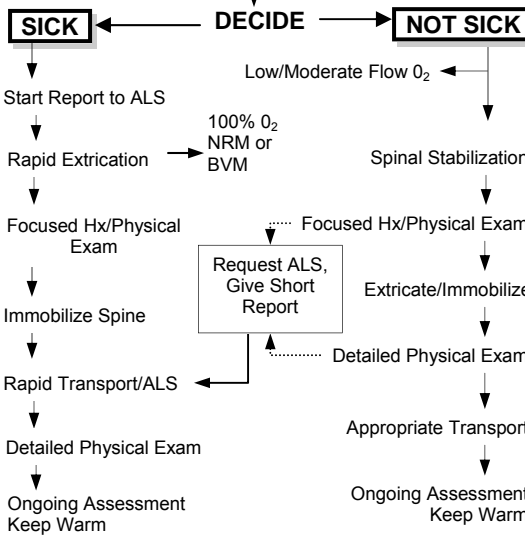 DECIDE
SICK
NOT SICK
Low/Moderate Flow 0₂
Start Report to ALS
100% 0₂
NRM or
BVM
Rapid Extrication
Spinal Stabilization
Focused Hx/Physical
Exam
Focused Hx/Physical Exam
Request ALS,
Give Short
Report
Extricate/Immobilize
Immobilize Spine
Detailed Physical Exam
Rapid Transport/ALS
Appropriate Transport
Detailed Physical Exam
Ongoing Assessment
Keep Warm
Ongoing Assessment
Keep Warm